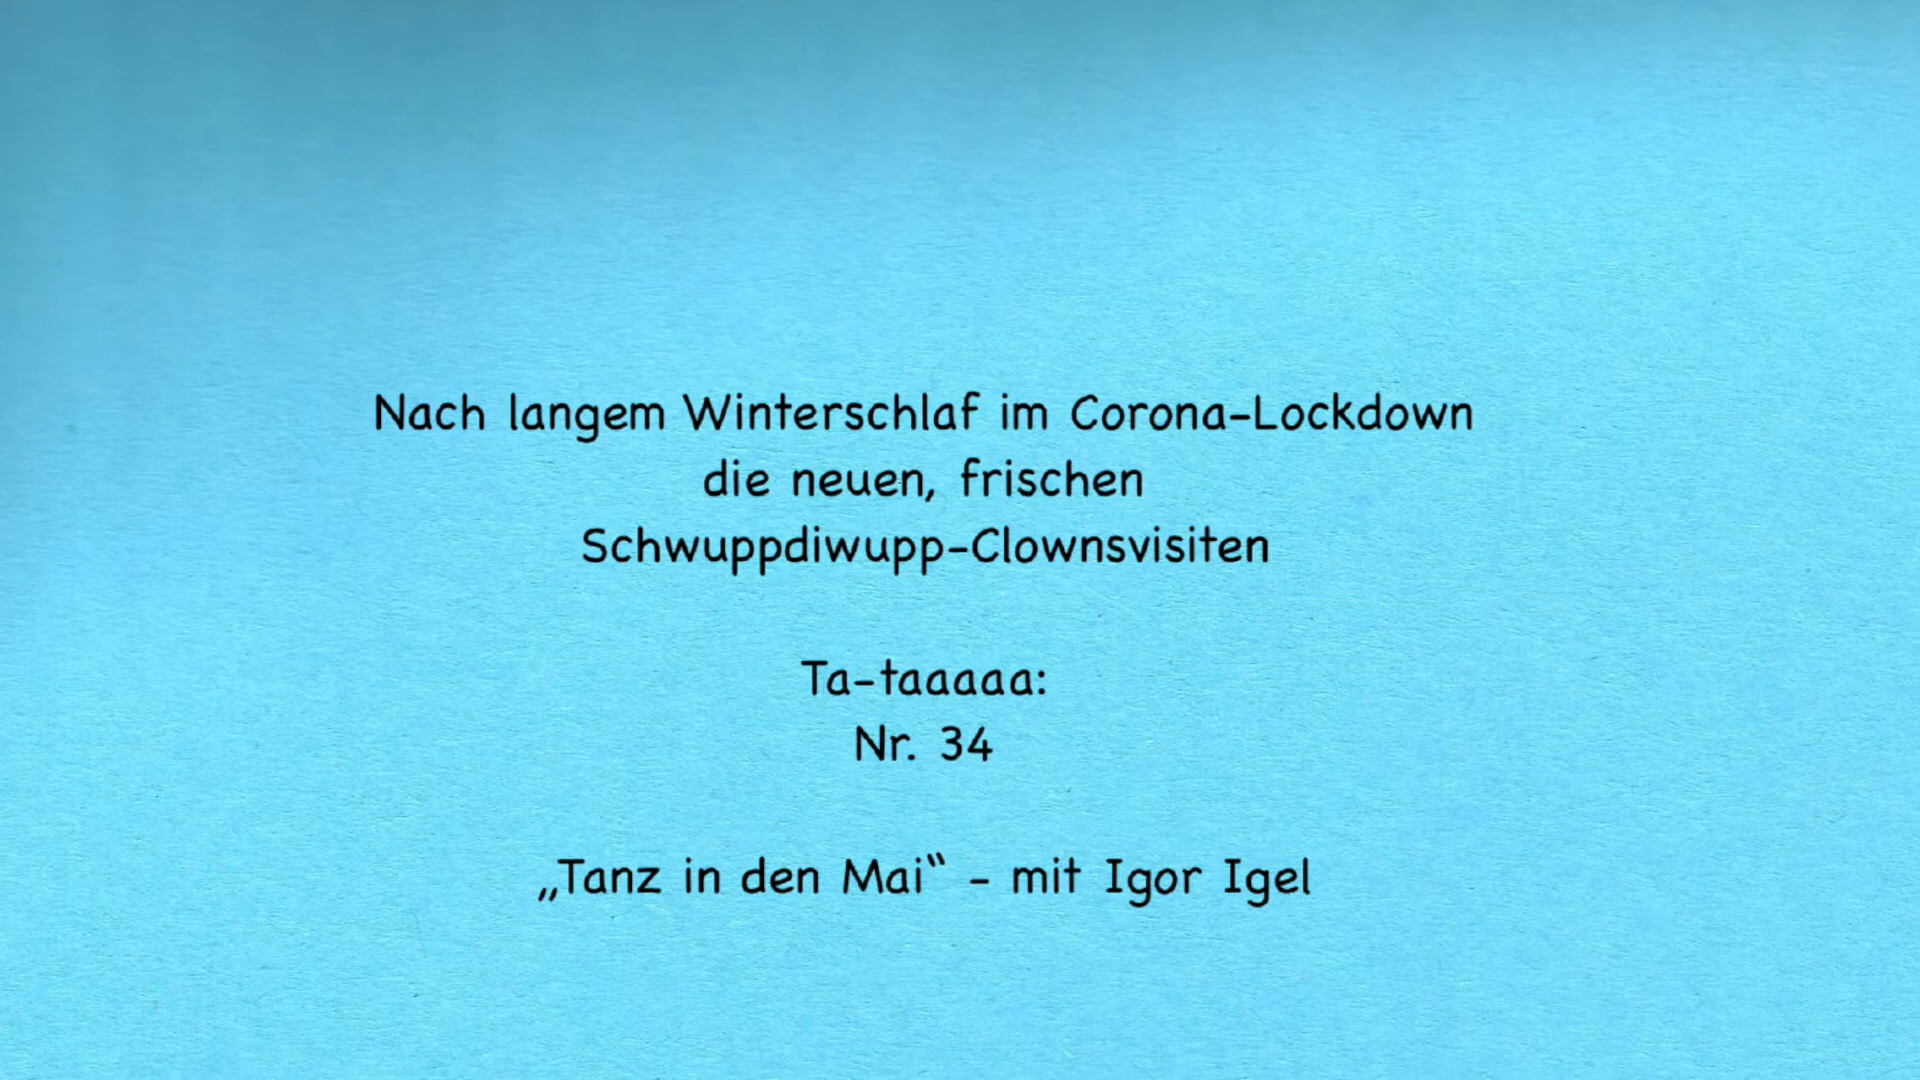 Nach langem Winterschlaf im Corona-Lockdown
die neuen, frischen
Schwuppdiwupp-Clownsvisiten
Ta-taaaaa:
Nr. 34
„Tanz in den Mai“ - mit Igor Igel